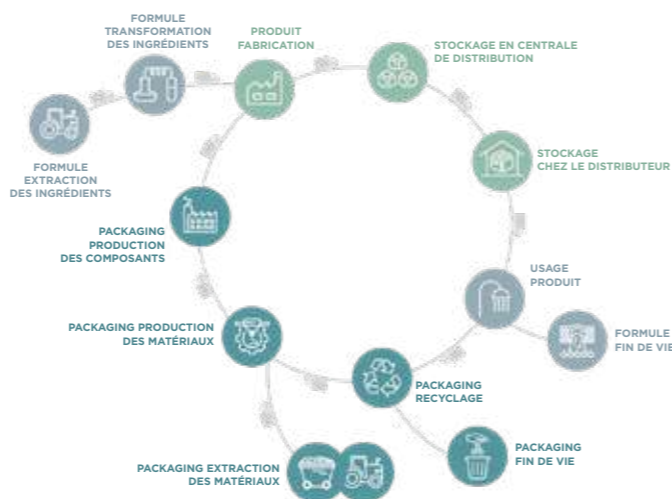 FORMULE
TRANSFORMATION
DES INGRÉDIENTS
PRODUIT
FABRICATION
STOCKAGE EN CENTRALE
DE DISTRIBUTION
FORMULE
EXTRACTION
DES INGRÉDIENTS
STOCKAGE
CHEZ LE DISTRIBUTEUR
PACKAGING
PRODUCTION
DES COMPOSANTS
USAGE
PRODUIT
PACKAGING PRODUCTION
DES MATÉRIAUX
FORMULE
FIN DE VIE
PACKAGING
RECYCLAGE
PACKAGING
FIN DE VIE
PACKAGING EXTRACTION
DES MATÉRIAUX